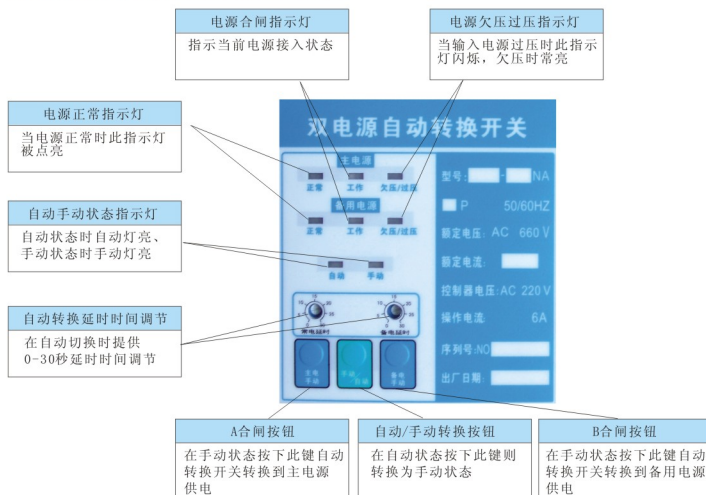 电源合闸指示灯
指示当前电源接入状态
电源欠压过压指示灯
当输入电源过压时此指示
灯闪烁，欠压时常亮
电源正常指示灯
当电源正常时此指示灯
被点亮
自动手动状态指示灯
自动状态时自动灯亮、
手动状态时手动灯亮
自动转换延时时间调节
在自动切换时提供
0-30秒延时时间调节
双电源自动转换开关
主电源
正常 工作 欠压/过压
备用电源
正常 工作 欠压/过压
自动 手动
备电延时
主电
手动
备电
手动
型号: - NA
P 50/60HZ
额定电压: AC 660V
额定电流:
控制器电压: AC 220V
操作电流: 6A
序列号:NO
出厂日期:
A合闸按钮
在手动状态按下此键自动
转换开关转换到主电源
供电
自动/手动转换按钮
在自动状态按下此键则
转换为手动状态
B合闸按钮
在手动状态按下此键自动
转换开关转换到备用电源
供电